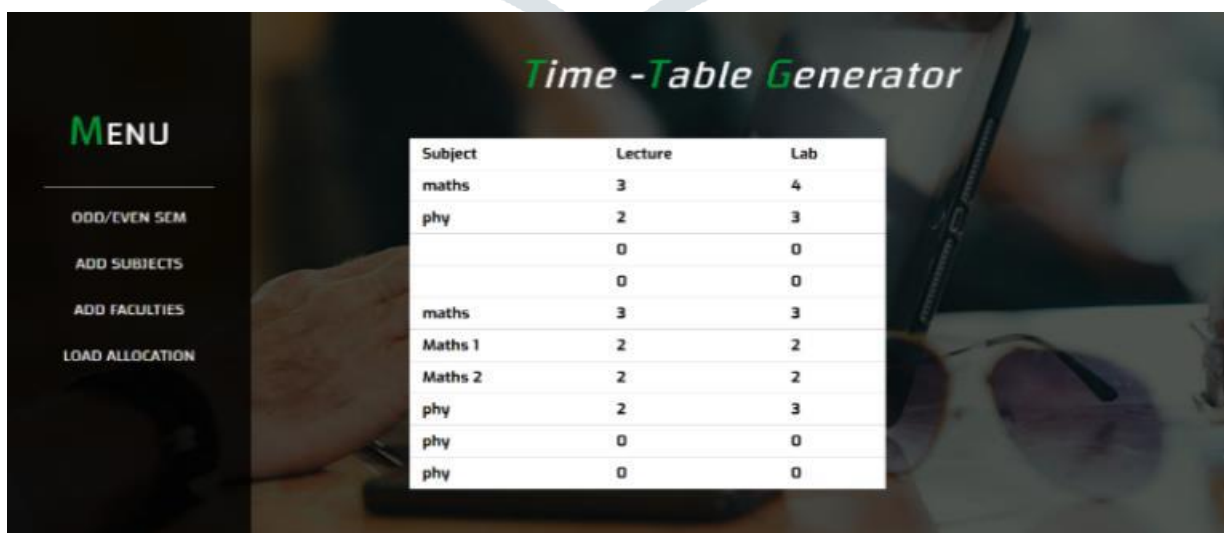 Time -Table Generator
MENU
ODD/EVEN SEM
ADD SUBJECTS
ADD FACULTIES
LOAD ALLOCATION
Subject Lecture Lab
maths 3 4
phy 2 3
0 0
0 0
maths 3 3
Maths 1 2 2
Maths 2 2 2
phy 2 3
phy 0 0
phy 0 0